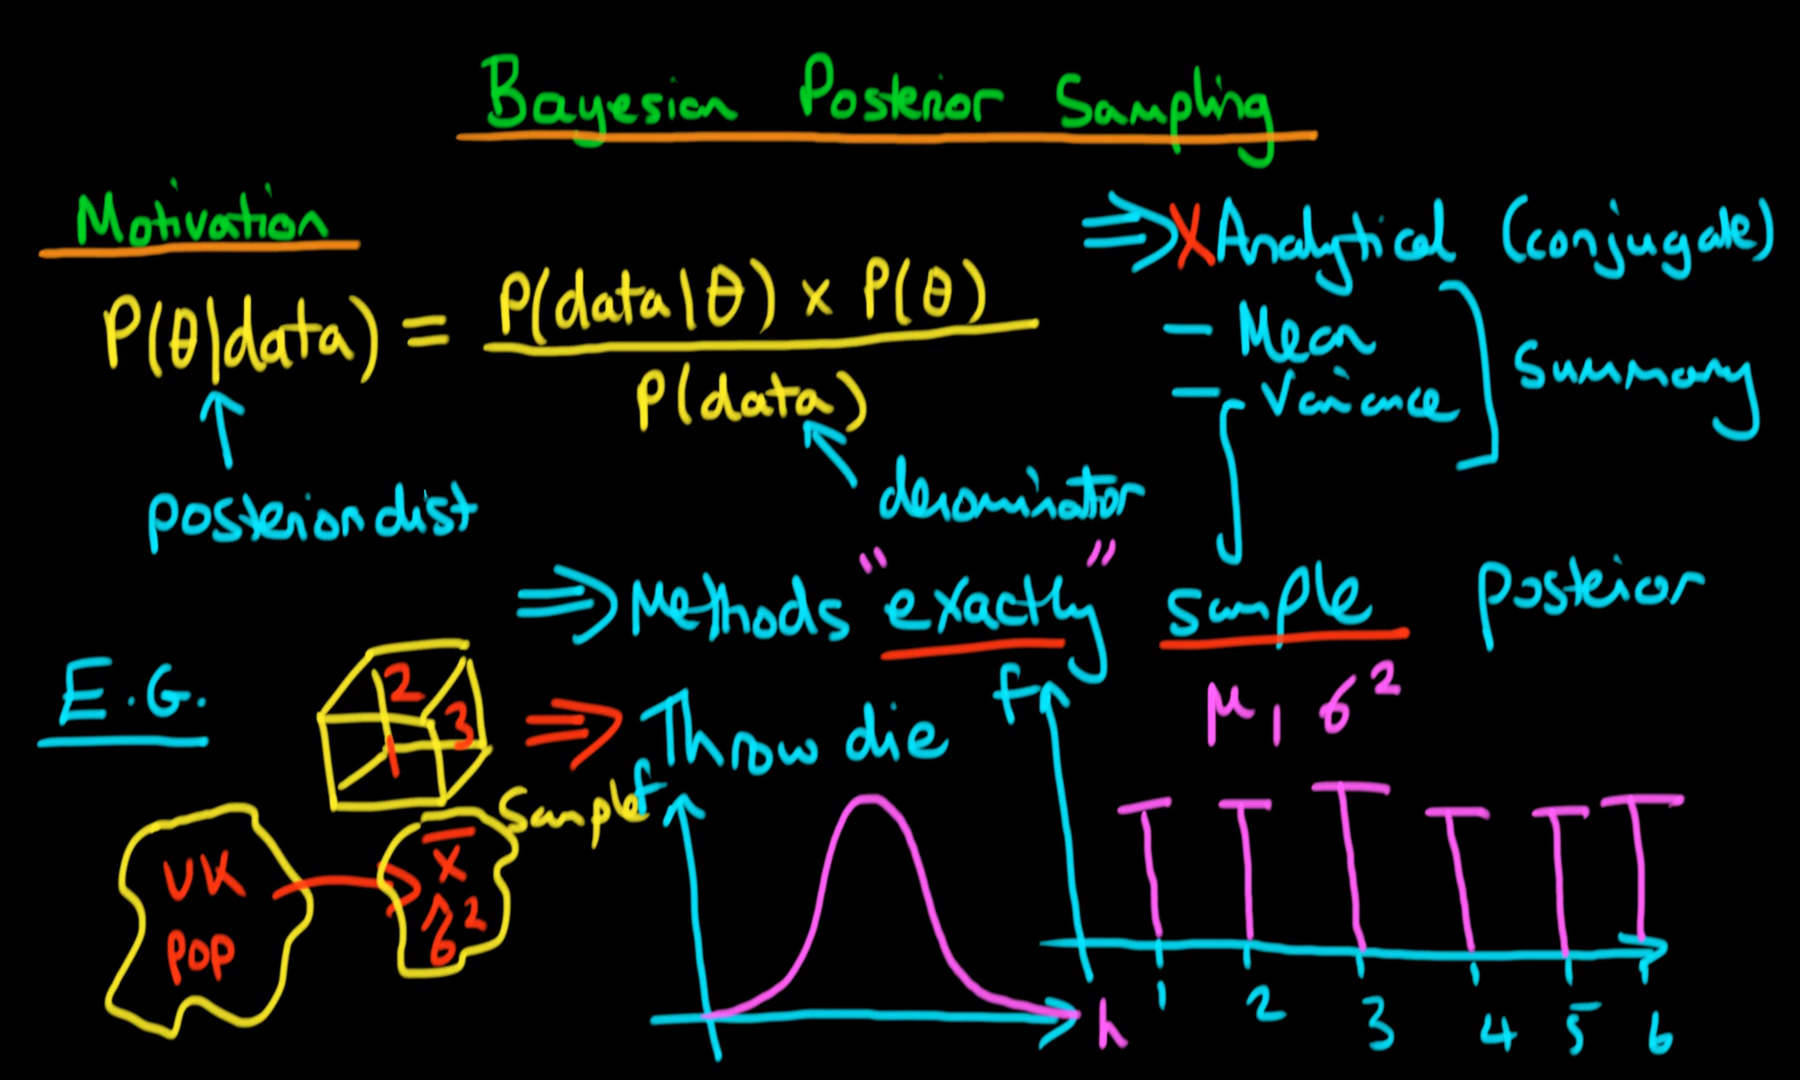 Bayesian Posterior Sampling
Motivation
P(θ|data) = P(data|θ) x P(θ)
P(data)
posterior dist
denominator
⇒ X Analytical (conjugate)
- Mean
- Variance
Summary
⇒ Methods "exactly" sample posterior
μ, σ²
E.G.
2
3
1
⇒ Throw die
UK
POP
Sample
x̄
σ̂²
f
h
f
1 2 3 4 5 6